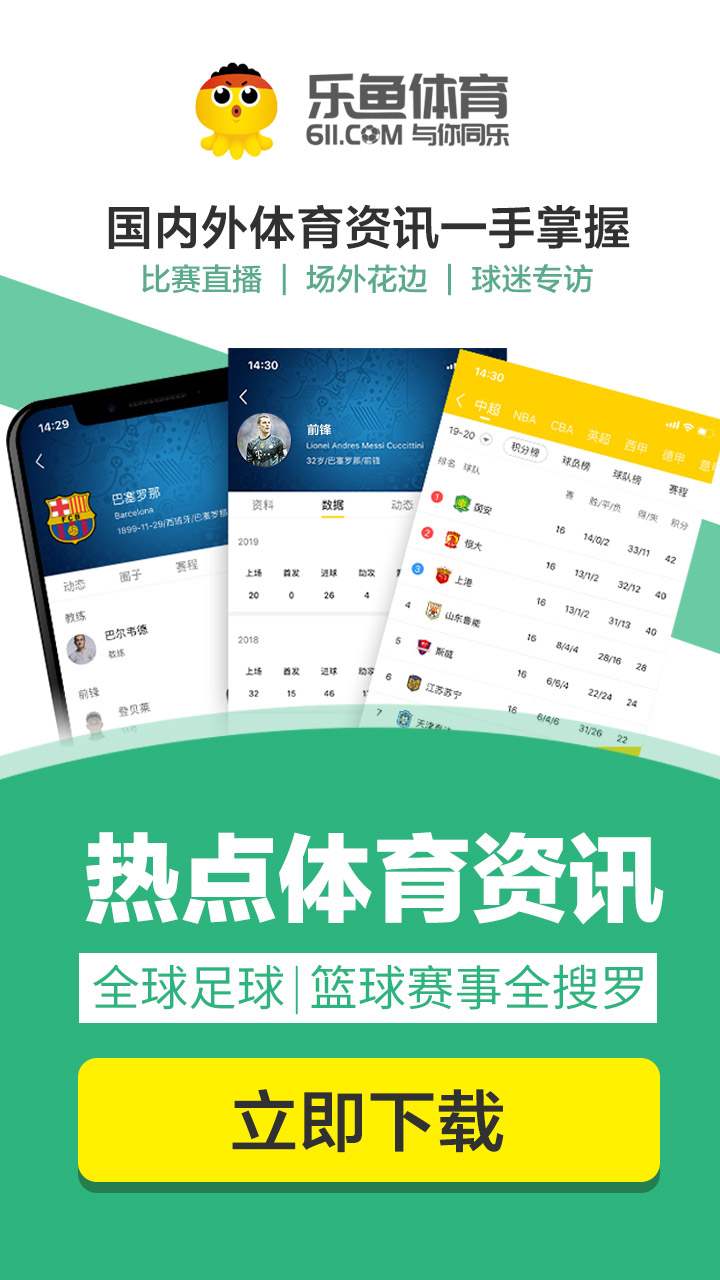 乐鱼体育
611.COM 与你同乐
国内外体育资讯一手掌握
比赛直播 | 场外花边 | 球迷专访
14:29
巴塞罗那
Barcelona
1899-11-29/西班牙/巴塞罗那
动态 圈子 赛程
教练
巴尔韦德
教练
前锋
登贝莱
14:30
前锋
Lionel Andres Messi Cuccittini
32岁/巴塞罗那/前锋
资料 数据 动态
2019
上场 首发 进球 助攻
20 0 26 4
2018
上场 首发 进球 助攻
32 15 46
14:30
中超 NBA CBA 英超 西甲 德甲 意甲
19-20 积分榜 球员榜 球队榜 赛程
排名 球队 赛 胜/平/负 得/失 积分
1 国安 16 14/0/2 33/11 42
2 恒大 16 13/1/2 32/12 40
3 上港 16 13/1/2 31/13 40
4 山东鲁能 16 8/4/4 28/16 28
5 斯威 16 6/6/4 22/24 24
6 江苏苏宁 16 6/4/6 31/26 22
7 天津泰达
热点体育资讯
全球足球|篮球赛事全搜罗
立即下载